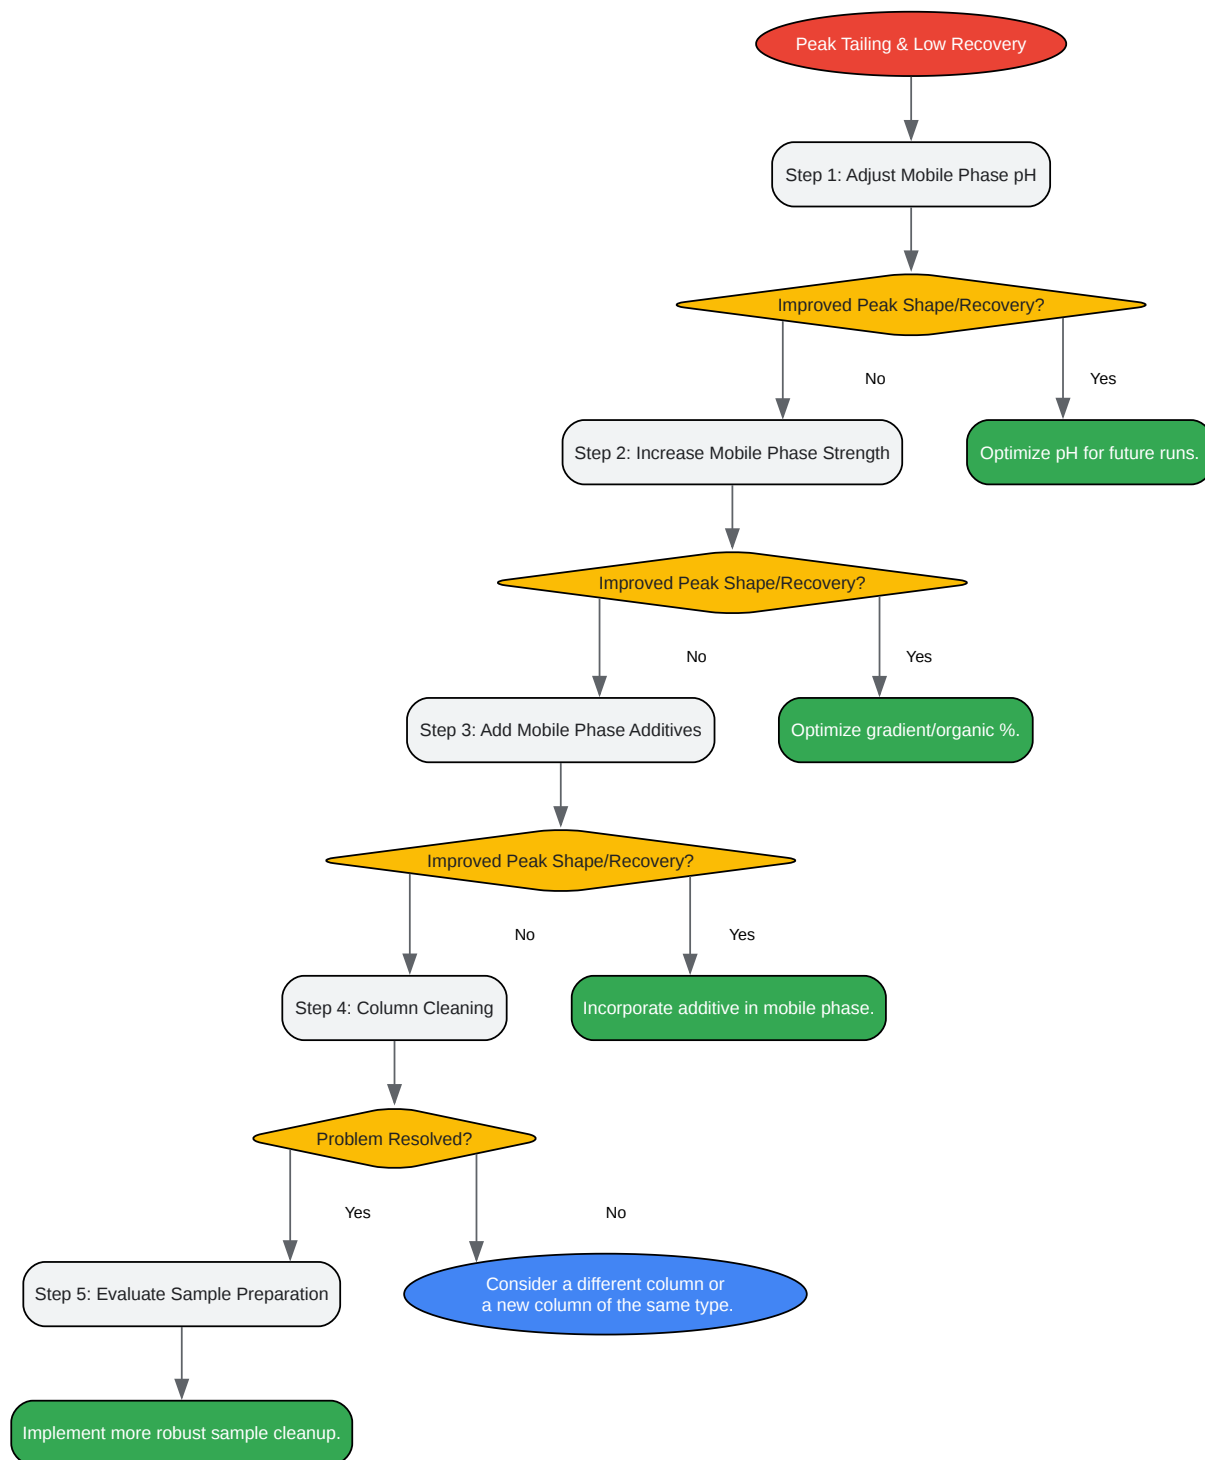 Peak Tailing & Low Recovery
Step 1: Adjust Mobile Phase pH
Improved Peak Shape/Recovery?
No
Yes
Step 2: Increase Mobile Phase Strength
Optimize pH for future runs.
Improved Peak Shape/Recovery?
No
Yes
Step 3: Add Mobile Phase Additives
Optimize gradient/organic %.
Improved Peak Shape/Recovery?
No
Yes
Step 4: Column Cleaning
Incorporate additive in mobile phase.
Problem Resolved?
Yes
No
Step 5: Evaluate Sample Preparation
Consider a different column or
a new column of the same type.
Implement more robust sample cleanup.